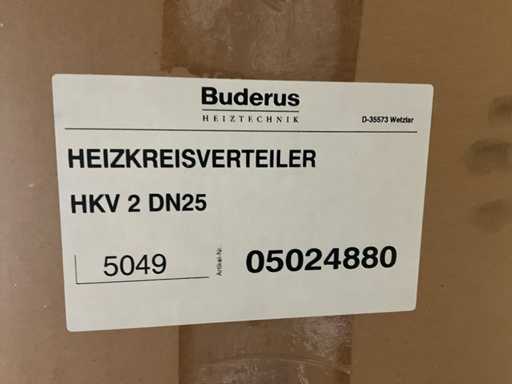 Buderus
HEIZTECHNIK
D-35573 Wetzlar
HEIZKREISVERTEILER
HKV 2 DN25
5049
Artikel-Nr.
05024880